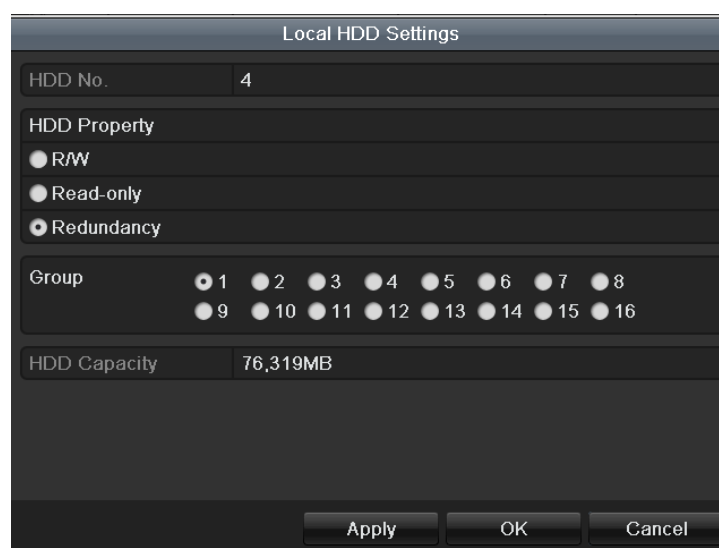 Local HDD Settings
HDD No. 4
HDD Property
R/W
Read-only
Redundancy
Group 1 2 3 4 5 6 7 8
9 10 11 12 13 14 15 16
HDD Capacity 76,319MB
Apply OK Cancel